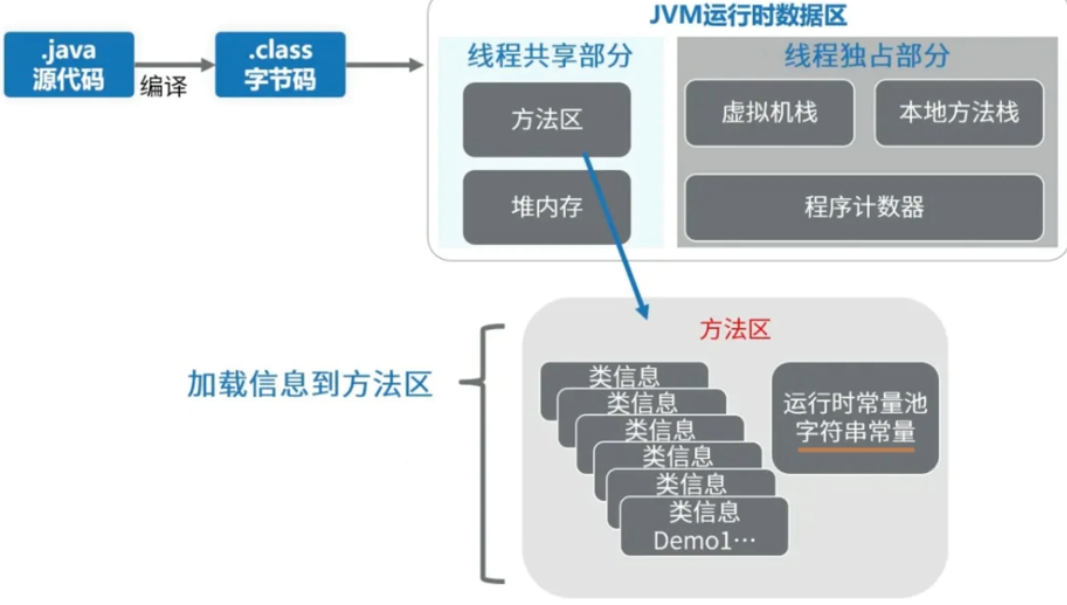 JVM运行时数据区
.java
源代码
编译
.class
字节码
线程共享部分
方法区
堆内存
线程独占部分
虚拟机栈
本地方法栈
程序计数器
加载信息到方法区
方法区
类信息
类信息
类信息
类信息
类信息
类信息
Demo1…
运行时常量池
字符串常量